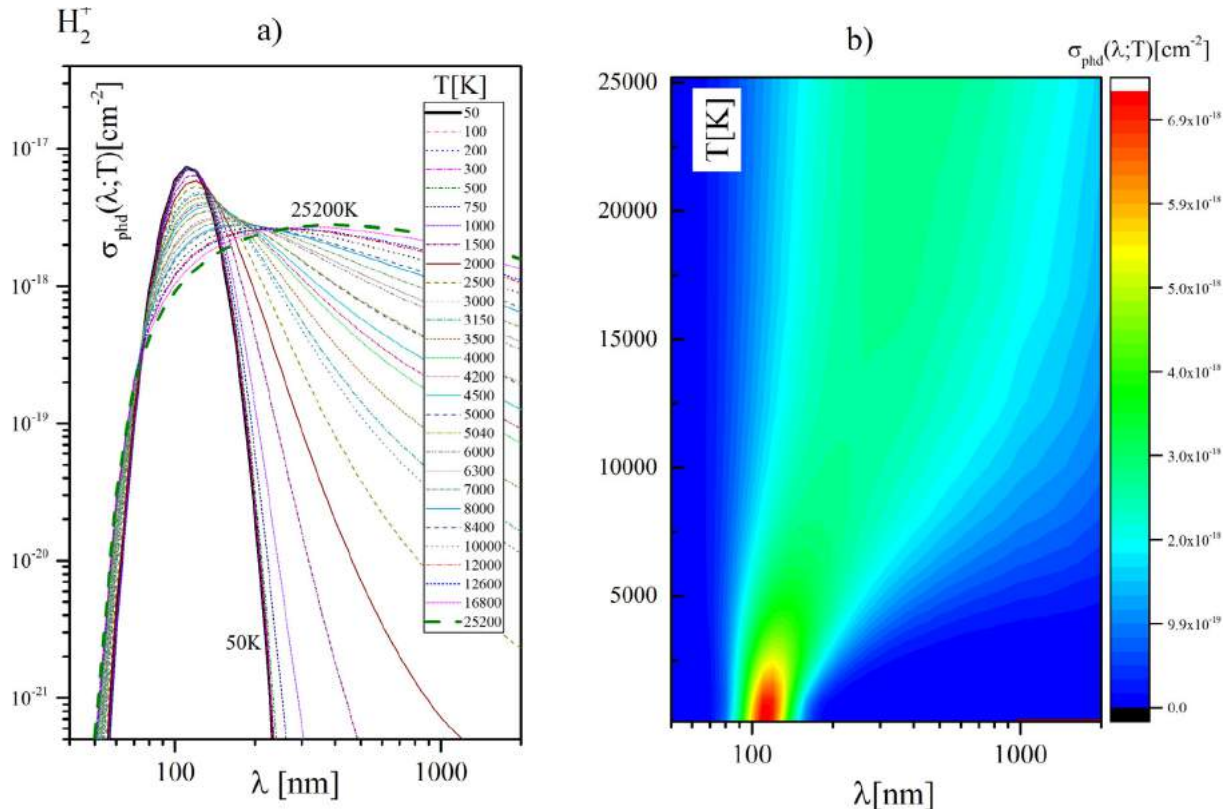 H₂⁺
a)
σ_phd(λ;T)[cm⁻²]
10⁻¹⁷
10⁻¹⁸
10⁻¹⁹
10⁻²⁰
10⁻²¹
25200K
50K
T[K]
50
100
200
300
500
750
1000
1500
2000
2500
3000
3150
3500
4000
4200
4500
5000
5040
6000
6300
7000
8000
8400
10000
12000
12600
16800
25200
100
1000
λ [nm]
b)
T[K]
25000
20000
15000
10000
5000
100
1000
λ[nm]
σ_phd(λ;T)[cm⁻²]
6.9x10⁻¹⁸
5.9x10⁻¹⁸
5.0x10⁻¹⁸
4.0x10⁻¹⁸
3.0x10⁻¹⁸
2.0x10⁻¹⁸
9.9x10⁻¹⁹
0.0